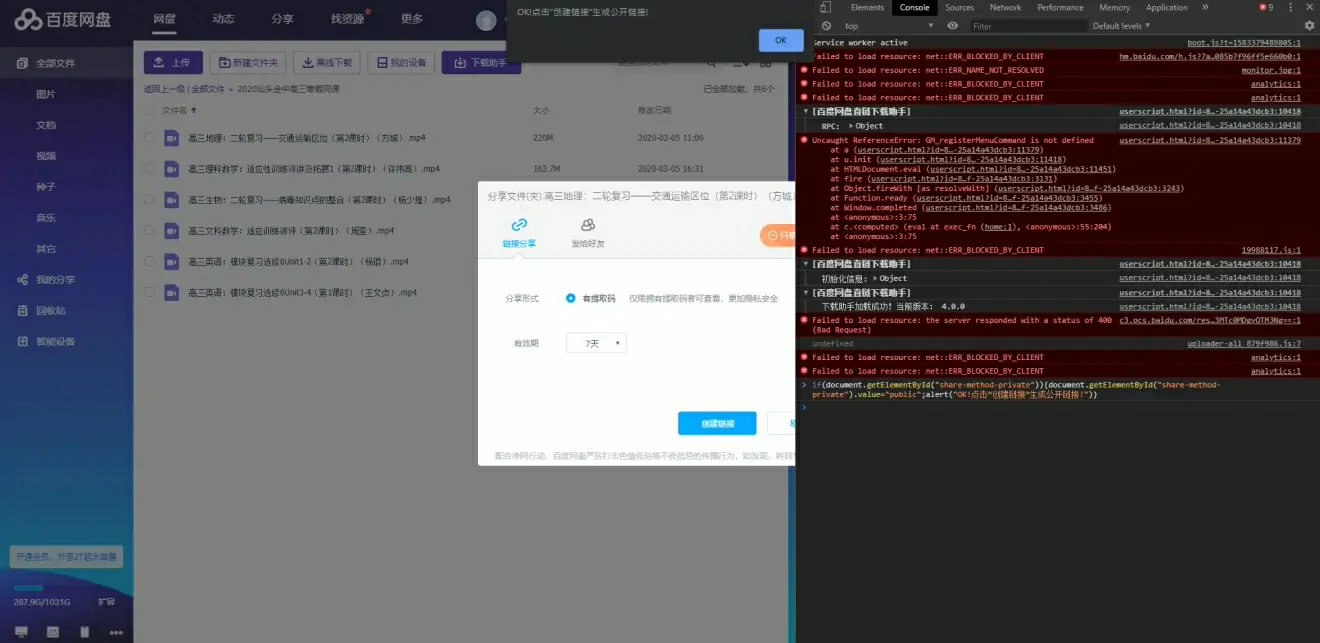 百度网盘
网盘
动态
分享
找资源
更多
OK!点击"创建链接"生成公开链接!
OK
全部文件
图片
文档
视频
种子
音乐
其它
我的分享
回收站
智能设备
287.9G/1031G
扩容
上传
新建文件夹
离线下载
我的设备
下载助手
返回上一级 | 全部文件 > 2020汕头金中高三寒假网课
已全部加载，共6个
文件名
大小
修改日期
高三地理：二轮复习——交通运输区位（第2课时）（方城）.mp4
220M
2020-03-05 11:00
高三理科数学：适应性训练评讲及拓展1（第2课时）（许伟亮）.mp4
162.7M
2020-03-05 16:31
高三生物：二轮复习——病毒知识点的整合（第2课时）（杨少煌）.mp4
高三文科数学：适应训练讲评（第2课时）（周莹）.mp4
高三英语：模块复习选修6Unit1-2（第2课时）（杨琨）.mp4
高三英语：模块复习选修6Unit3-4（第1课时）（王文贞）.mp4
分享文件(夹):高三地理：二轮复习——交通运输区位（第2课时）（方城
链接分享
发给好友
分享形式
有提取码
仅限拥有提取码者可查看，更加隐私安全
有效期
7天
创建链接
配合净网行动，百度网盘严厉打击色情低俗等不良信息的传播行为，如发现，将封
Elements
Console
Sources
Network
Performance
Memory
Application
9
top
Filter
Default levels
service worker active
boot.js?t=1583379489805:1
Failed to load resource: net::ERR_BLOCKED_BY_CLIENT
hm.baidu.com/h.js??a…085b7f96ff5e660b0:1
Failed to load resource: net::ERR_NAME_NOT_RESOLVED
monitor.jpg:1
Failed to load resource: net::ERR_BLOCKED_BY_CLIENT
analytics:1
Failed to load resource: net::ERR_BLOCKED_BY_CLIENT
analytics:1
[百度网盘直链下载助手]
userscript.html?id=8…-25a14a43dcb3:10418
RPC: Object
userscript.html?id=8…-25a14a43dcb3:10418
Uncaught ReferenceError: GM_registerMenuCommand is not defined
userscript.html?id=8…-25a14a43dcb3:11379
at a (userscript.html?id=8…-25a14a43dcb3:11379)
at u.init (userscript.html?id=8…-25a14a43dcb3:11418)
at HTMLDocument.eval (userscript.html?id=8…-25a14a43dcb3:11451)
at fire (userscript.html?id=8…-25a14a43dcb3:3131)
at Object.fireWith [as resolveWith] (userscript.html?id=8…f-25a14a43dcb3:3243)
at Function.ready (userscript.html?id=8…f-25a14a43dcb3:3455)
at Window.completed (userscript.html?id=8…f-25a14a43dcb3:3486)
at <anonymous>:3:75
at c.<computed> (eval at exec_fn (home:1), <anonymous>:55:204)
at <anonymous>:3:75
Failed to load resource: net::ERR_BLOCKED_BY_CLIENT
19988117.js:1
[百度网盘直链下载助手]
userscript.html?id=8…-25a14a43dcb3:10418
初始化信息: Object
userscript.html?id=8…-25a14a43dcb3:10418
[百度网盘直链下载助手]
userscript.html?id=8…-25a14a43dcb3:10418
下载助手加载成功! 当前版本: 4.0.0
userscript.html?id=8…-25a14a43dcb3:10418
Failed to load resource: the server responded with a status of 400
c3.pcs.baidu.com/res…3MTc0MDgyOTM3Ng==:1
(Bad Request)
undefined
uploader-all_879f986.js:7
Failed to load resource: net::ERR_BLOCKED_BY_CLIENT
analytics:1
Failed to load resource: net::ERR_BLOCKED_BY_CLIENT
analytics:1
if(document.getElementById("share-method-private")){document.getElementById("share-method-
private").value="public";alert("OK!点击"创建链接"生成公开链接!")}